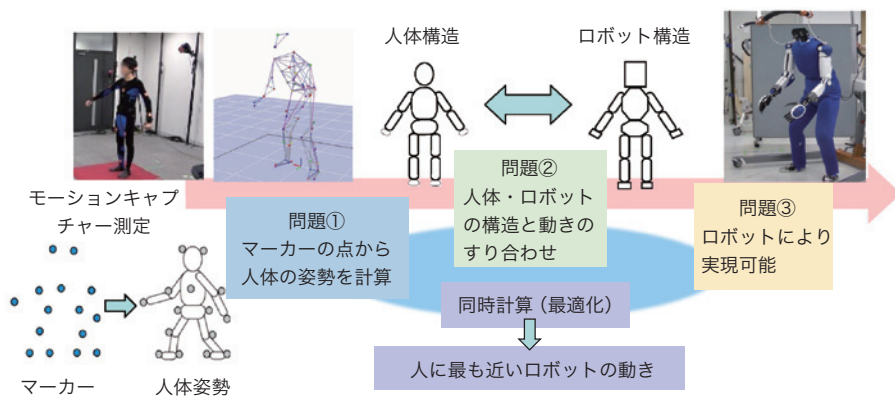 人体構造
ロボット構造
モーションキャプ
チャー測定
問題①
マーカーの点から
人体の姿勢を計算
問題②
人体・ロボット
の構造と動きの
すり合わせ
問題③
ロボットにより
実現可能
同時計算（最適化）
人に最も近いロボットの動き
マーカー
人体姿勢